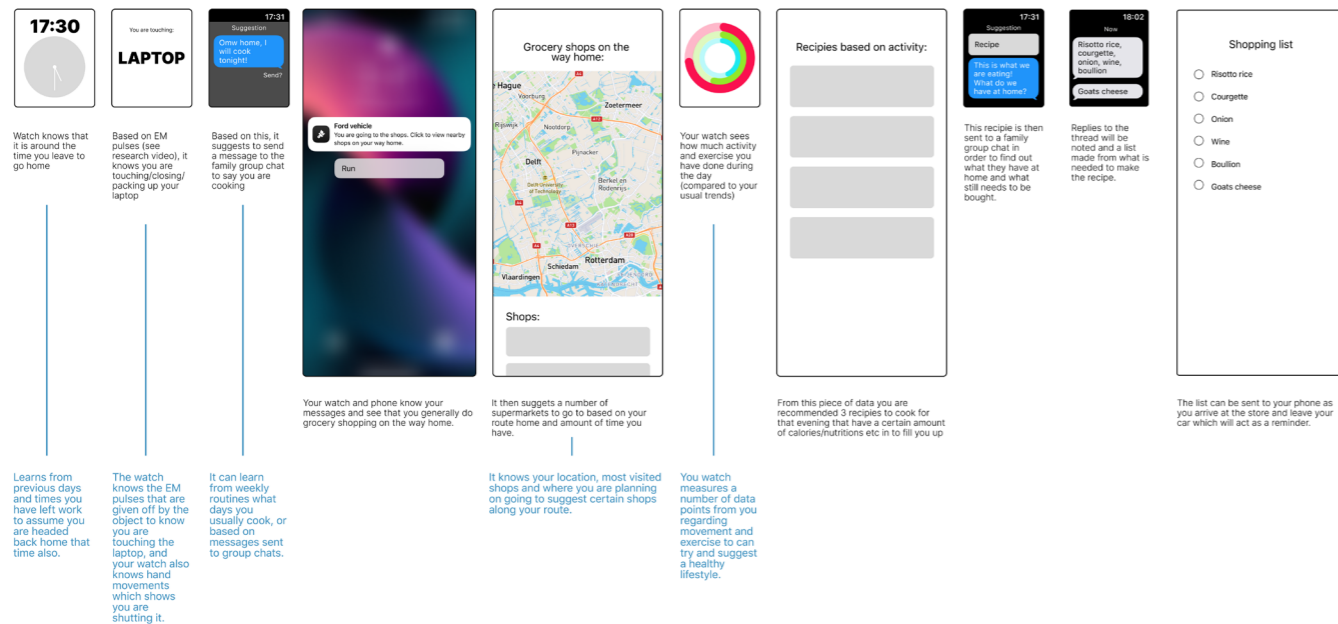 17:30
Watch knows that
it is around the
time you leave to
go home
Learns from
previous days
and times you
have left work
to assume you
are headed
back home that
time also.
You are touching:
LAPTOP
Based on EM
pulses (see
research video), it
knows you are
touching/closing/
packing up your
laptop
The watch
knows the EM
pulses that are
given off by the
object to know
you are
touching the
laptop, and
your watch also
knows hand
movements
which shows
you are
shutting it.
17:31
Suggestion
Omw home, I
will cook
tonight!
Send?
Based on this, it
suggests to send
a message to the
family group chat
to say you are
cooking
It can learn
from weekly
routines what
days you
usually cook, or
based on
messages sent
to group chats.
Ford vehicle
You are going to the shops. Click to view nearby
shops on your way home.
Run
Your watch and phone know your
messages and see that you generally do
grocery shopping on the way home.
Grocery shops on the
way home:
e Hague
Voorburg
Zoetermeer
Rijswijk
Nootdorp
Pijnacker
Delft
Delft University
of Technology
Berkel en
Rodenrijs
OVERSCHIE
Rotterdam
Schiedam
Vlaardingen
Shops:
It then suggets a number of
supermarkets to go to based on your
route home and amount of time you
have.
It knows your location, most visited
shops and where you are planning
on going to suggest certain shops
along your route.
Your watch sees
how much activity
and exercise you
have done during
the day
(compared to your
usual trends)
You watch
measures a
number of data
points from you
regarding
movement and
exercise to can
try and suggest
a healthy
lifestyle.
Recipies based on activity:
From this piece of data you are
recommended 3 recipies to cook for
that evening that have a certain amount
of calories/nutritions etc in to fill you up
17:31
Suggestion
Recipe
This is what we
are eating!
What do we
have at home?
This recipie is then
sent to a family
group chat in
order to find out
what they have at
home and what
still needs to be
bought.
18:02
Now
Risotto rice,
courgette,
onion, wine,
boullion
Goats cheese
Replies to the
thread will be
noted and a list
made from what is
needed to make
the recipe.
Shopping list
Risotto rice
Courgette
Onion
Wine
Boullion
Goats cheese
The list can be sent to your phone as
you arrive at the store and leave your
car which will act as a reminder.